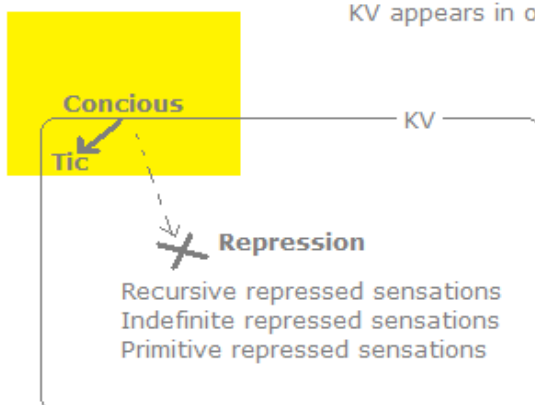 KV appears in
Concious
KV
Tic
Repression
Recursive repressed sensations
Indefinite repressed sensations
Primitive repressed sensations